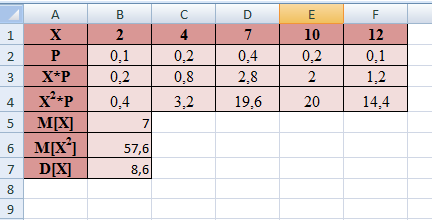 A B C D E F
1 X 2 4 7 10 12
2 P 0,1 0,2 0,4 0,2 0,1
3 X*P 0,2 0,8 2,8 2 1,2
4 X²*P 0,4 3,2 19,6 20 14,4
5 M[X] 7
6 M[X²] 57,6
7 D[X] 8,6
8
9